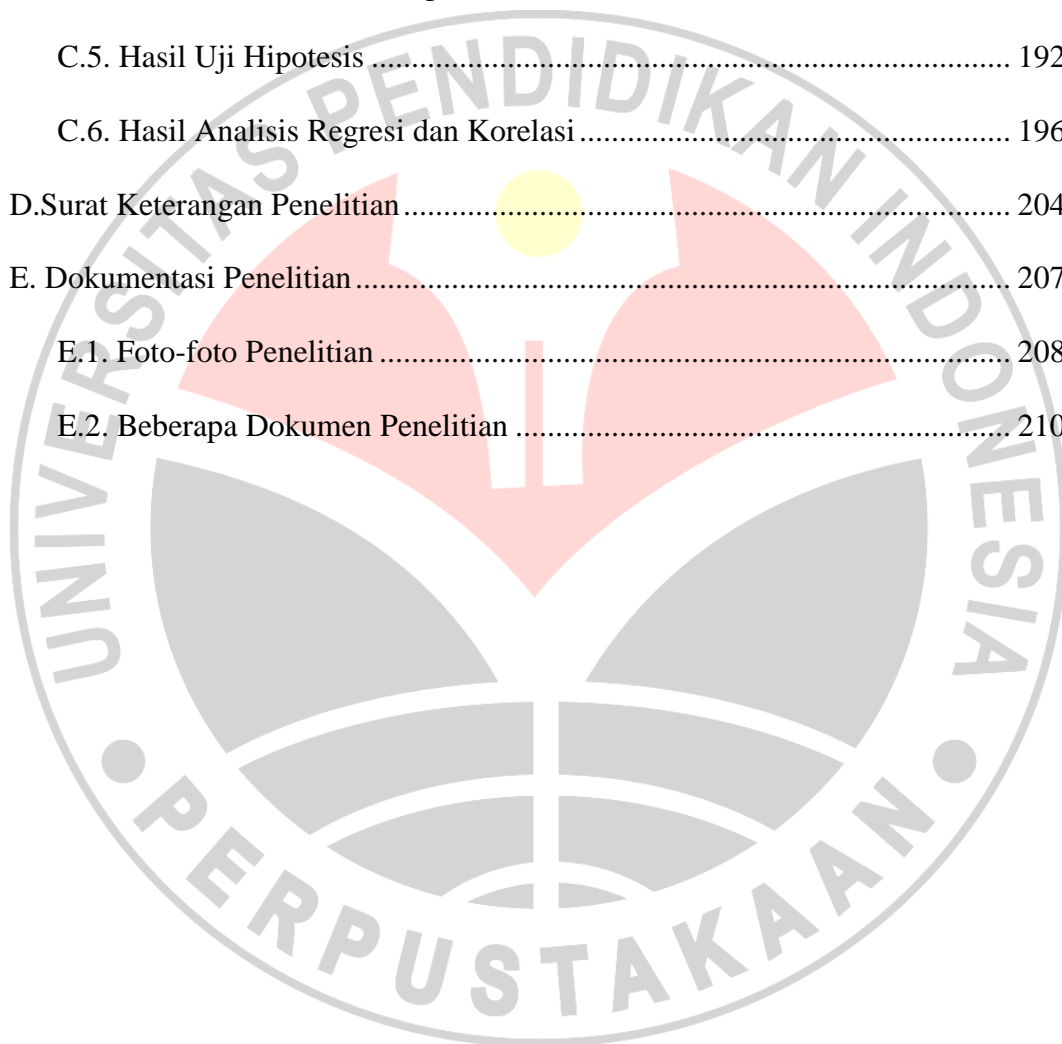 C.5. Hasil Uji Hipotesis ........................................................................ 192
C.6. Hasil Analisis Regresi dan Korelasi ................................................ 196
D.Surat Keterangan Penelitian ................................................................ 204
E. Dokumentasi Penelitian ..................................................................... 207
E.1. Foto-foto Penelitian ...................................................................... 208
E.2. Beberapa Dokumen Penelitian ....................................................... 210
UNIVERSITAS PENDIDIKAN INDONESIA
PERPUSTAKAAN